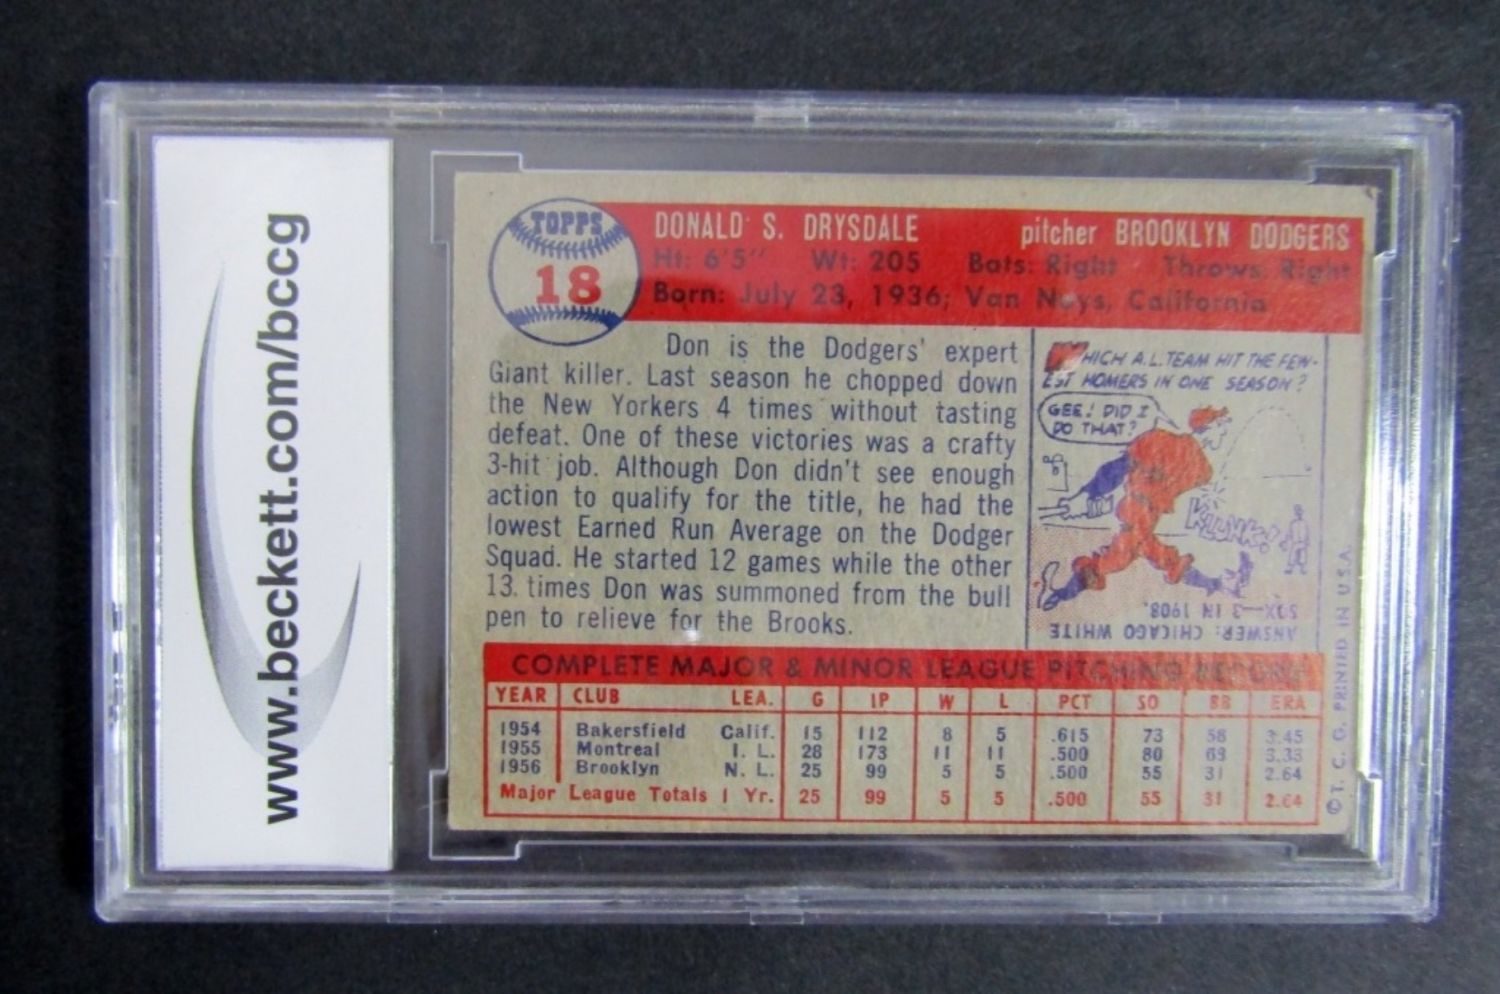 www.beckett.com/bccg
TOPPS
18
DONALD S. DRYSDALE pitcher BROOKLYN DODGERS
Ht: 6'5" Wt: 205 Bats: Right Throws: Right
Born: July 23, 1936; Van Nuys, California
Don is the Dodgers' expert
Giant killer. Last season he chopped down
the New Yorkers 4 times without tasting
defeat. One of these victories was a crafty
3-hit job. Although Don didn't see enough
action to qualify for the title, he had the
lowest Earned Run Average on the Dodger
Squad. He started 12 games while the other
13. times Don was summoned from the bull
pen to relieve for the Brooks.
WHICH A.L. TEAM HIT THE FEW-
EST HOMERS IN ONE SEASON?
GEE! DID I
DO THAT?
KLUNK!
ANSWER: CHICAGO WHITE
SOX—3 IN 1908.
COMPLETE MAJOR & MINOR LEAGUE PITCHING RECORD
YEAR CLUB LEA. G IP W L PCT SO BB ERA
1954 Bakersfield Calif. 15 112 8 5 .615 73 58 3.45
1955 Montreal I. L. 28 173 11 11 .500 80 68 3.33
1956 Brooklyn N. L. 25 99 5 5 .500 55 31 2.64
Major League Totals 1 Yr. 25 99 5 5 .500 55 31 2.64
© T. C. G. PRINTED IN U.S.A.